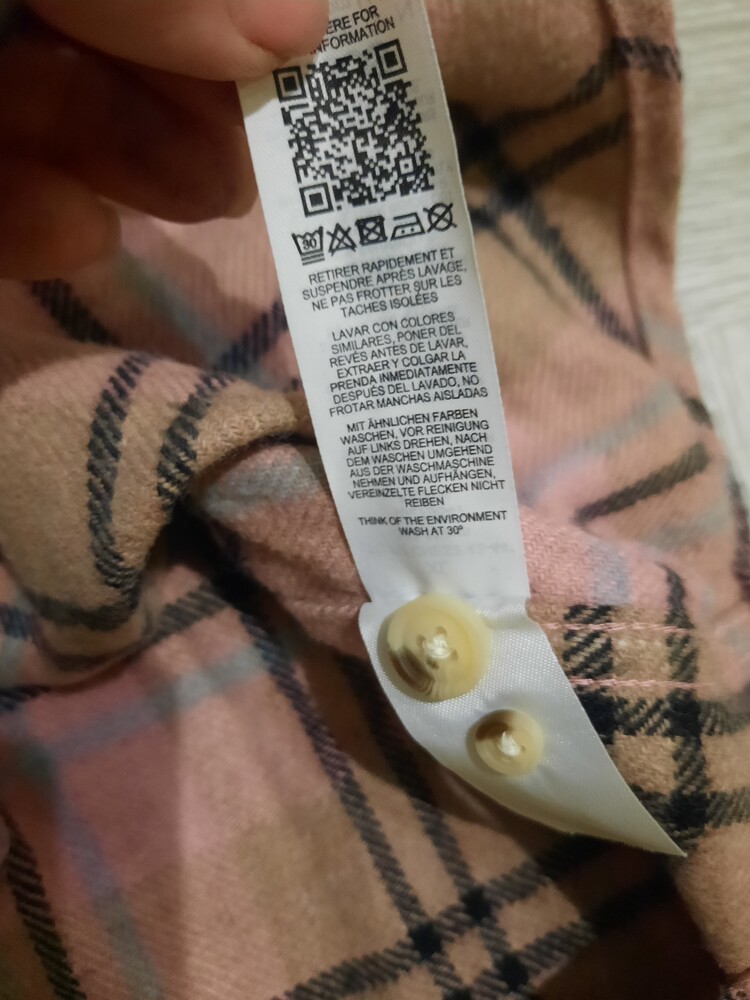 ERE FOR
INFORMATION
30
RETIRER RAPIDEMENT ET
SUSPENDRE APRÈS LAVAGE,
NE PAS FROTTER SUR LES
TACHES ISOLÉES
LAVAR CON COLORES
SIMILARES, PONER DEL
REVÉS ANTES DE LAVAR,
EXTRAER Y COLGAR LA
PRENDA INMEDIATAMENTE
DESPUÉS DEL LAVADO, NO
FROTAR MANCHAS AISLADAS
MIT ÄHNLICHEN FARBEN
WASCHEN, VOR REINIGUNG
AUF LINKS DREHEN, NACH
DEM WASCHEN UMGEHEND
AUS DER WASCHMASCHINE
NEHMEN UND AUFHÄNGEN,
VEREINZELTE FLECKEN NICHT
REIBEN
THINK OF THE ENVIRONMENT
WASH AT 30º